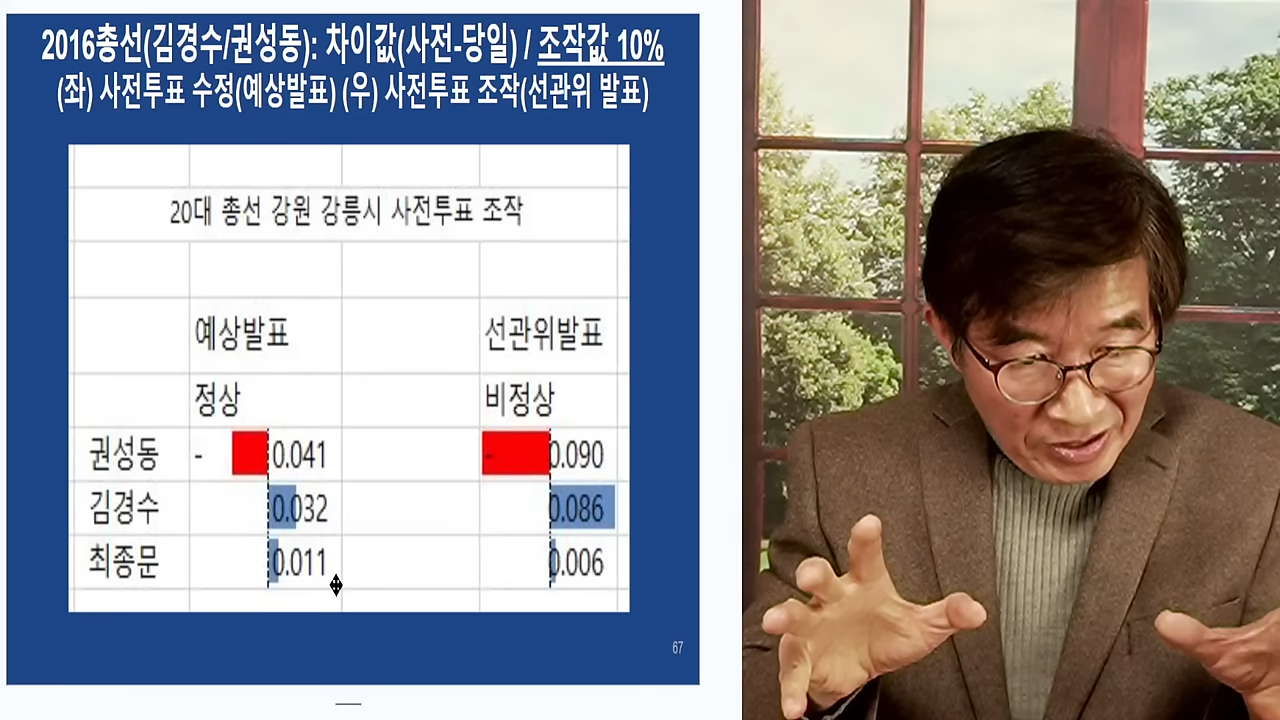 2016총선(김경수/권성동): 차이값(사전-당일) / 조작값 10%
(좌) 사전투표 수정(예상발표) (우) 사전투표 조작(선관위 발표)
20대 총선 강원 강릉시 사전투표 조작
예상발표 선관위발표
정상 비정상
권성동 - 0.041 - 0.090
김경수 0.032 0.086
최종문 0.011 0.006
67